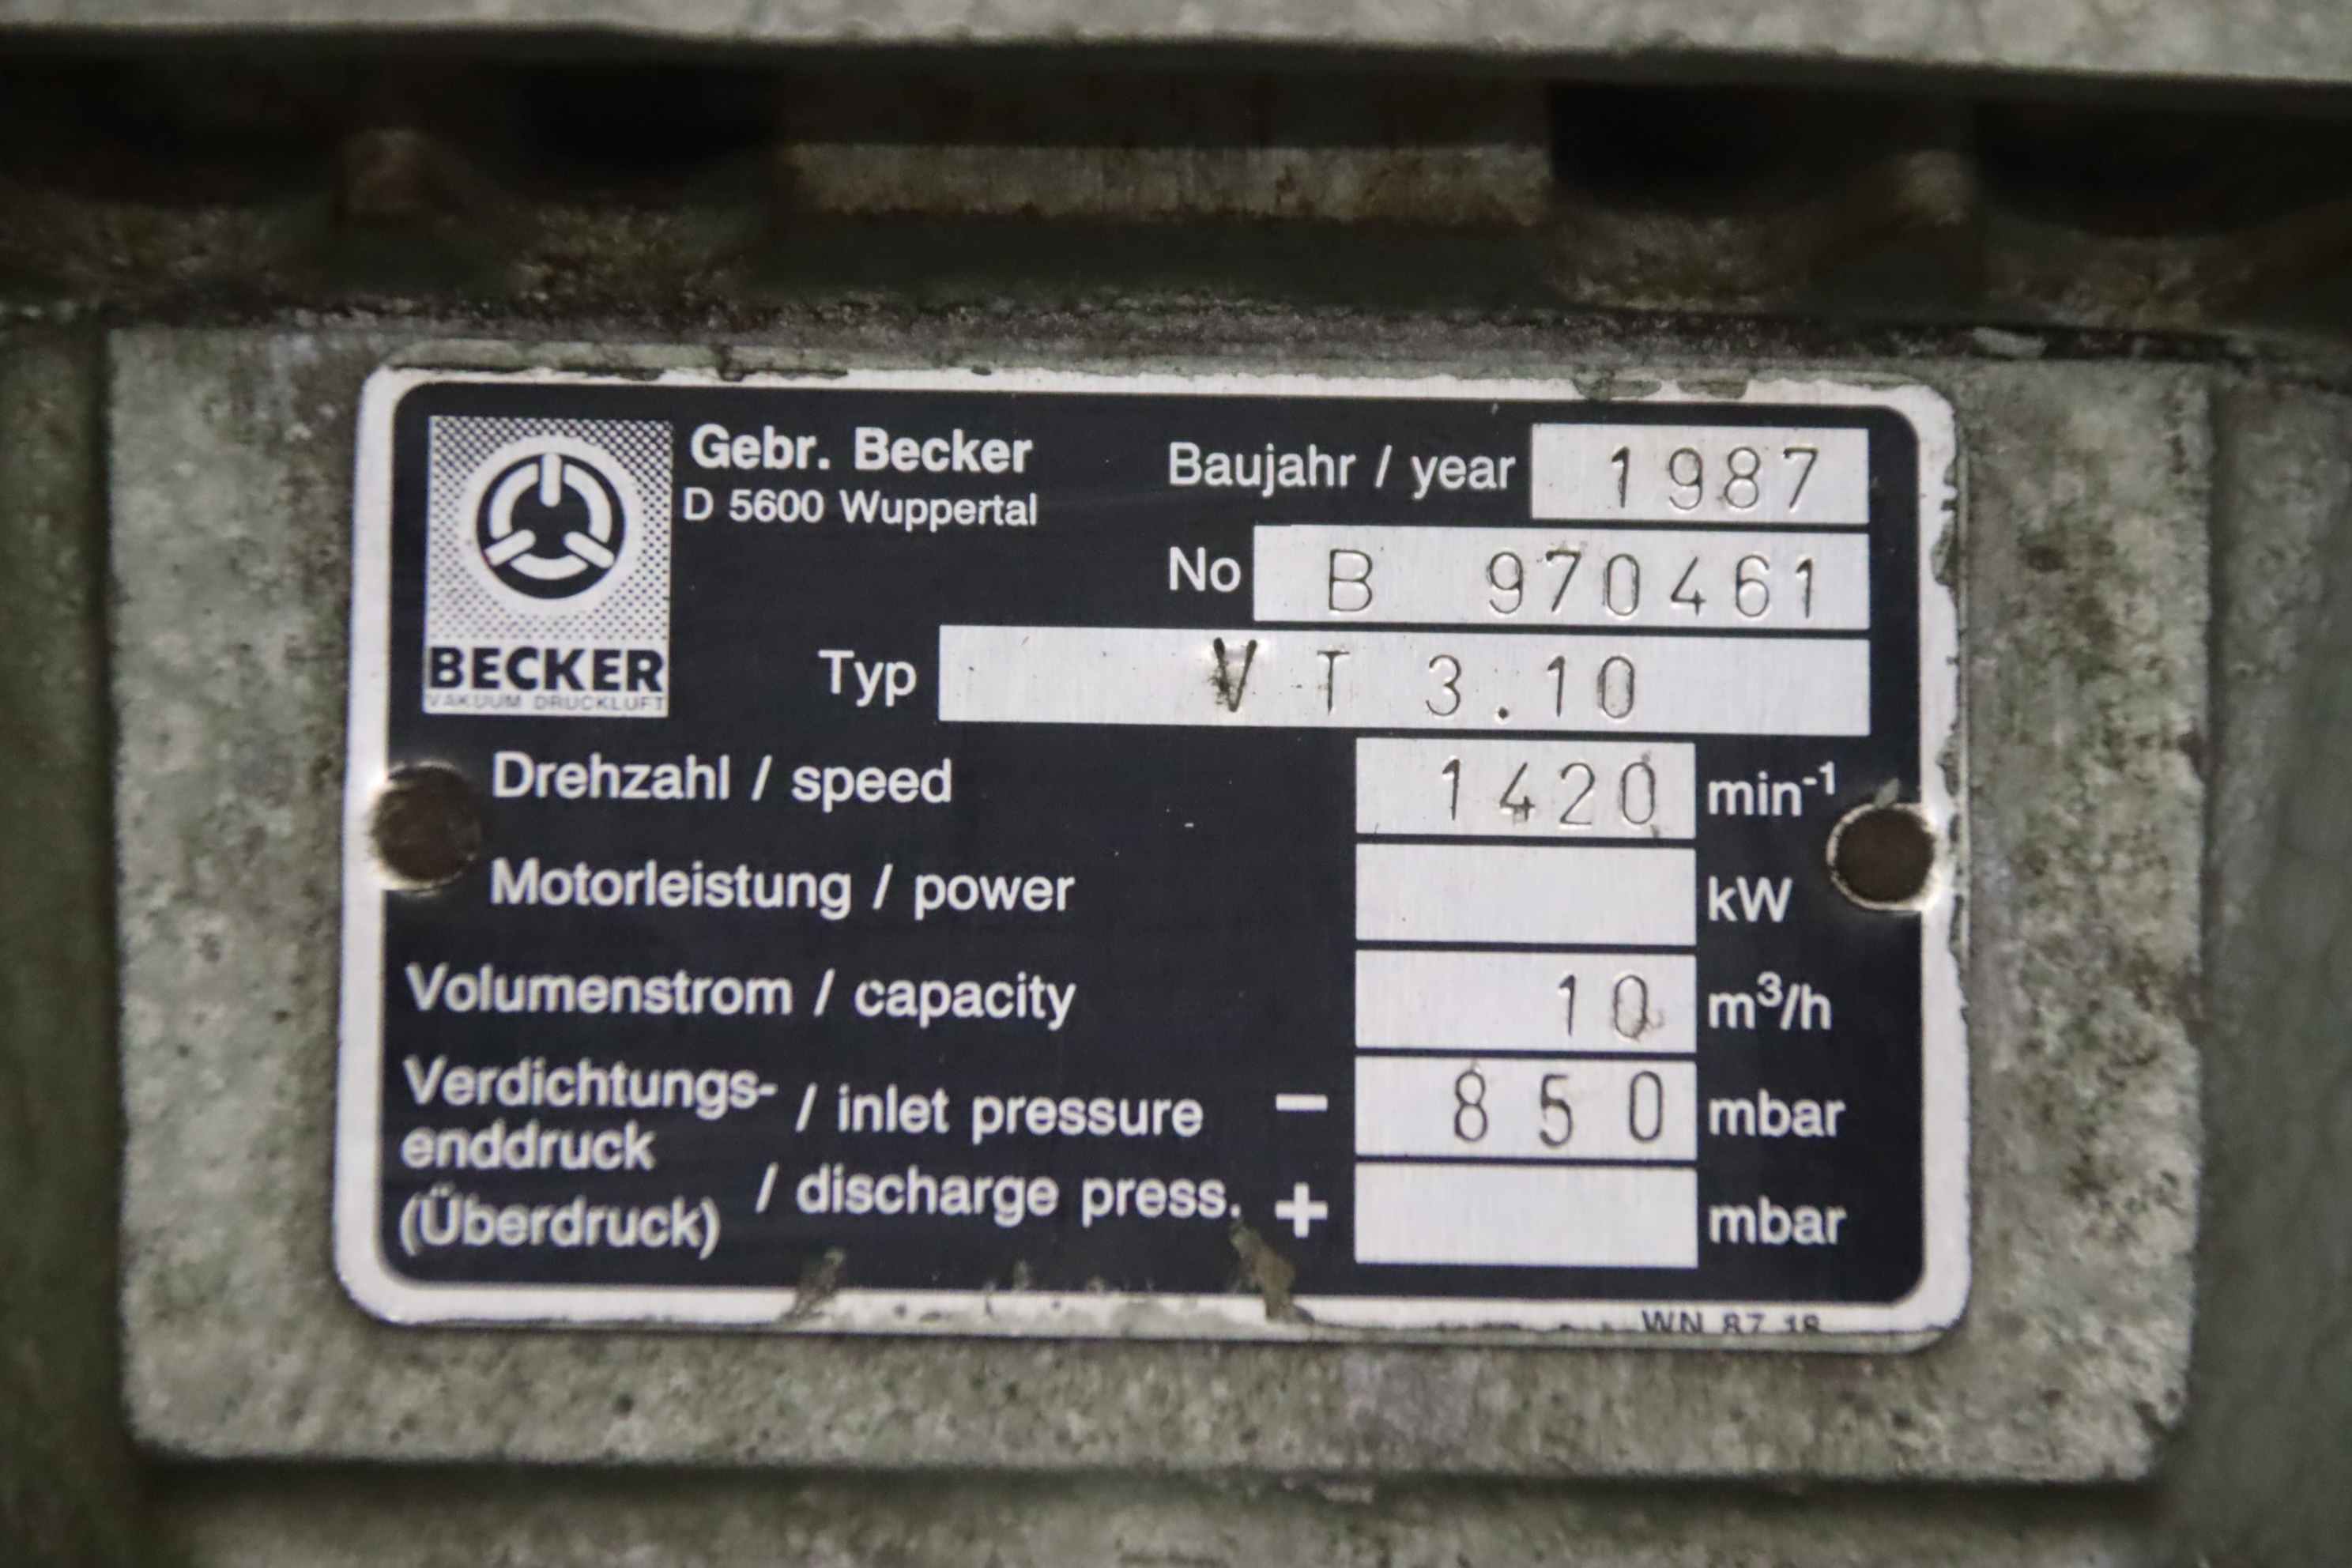 Gebr. Becker
D 5600 Wuppertal
BECKER
VAKUUM DRUCKLUFT
Baujahr / year 1987
No B 970461
Typ VT 3.10
Drehzahl / speed 1420 min-1
Motorleistung / power kW
Volumenstrom / capacity 10 m³/h
Verdichtungs-
enddruck / inlet pressure − 850 mbar
(Überdruck) / discharge press. + mbar
WN 87 18